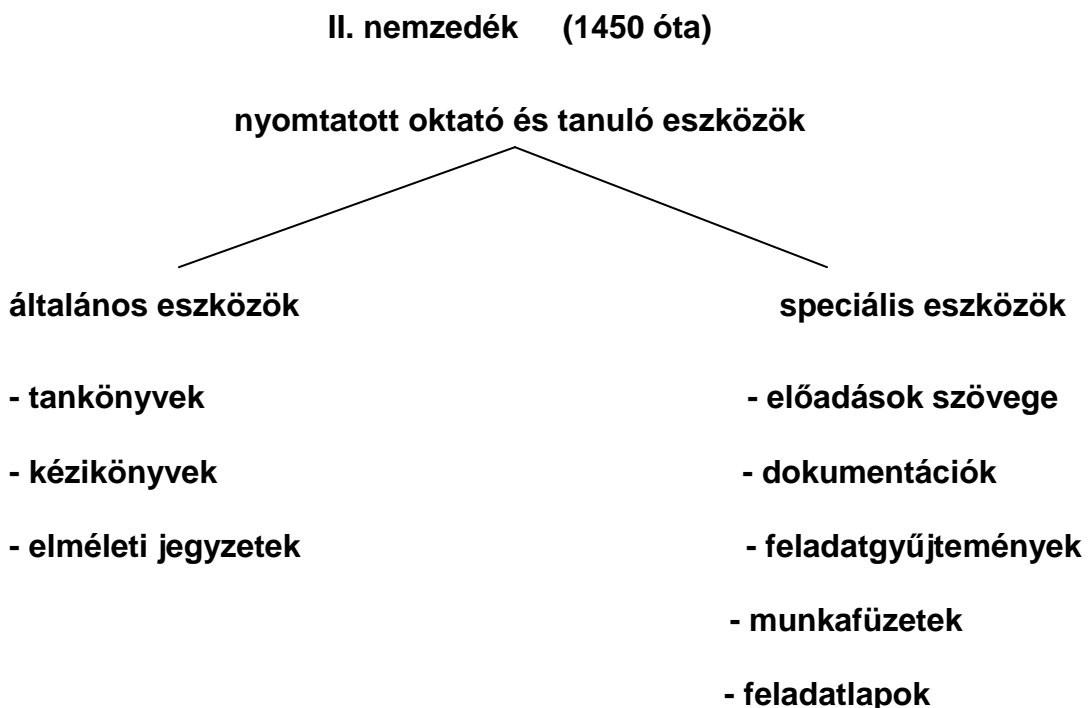 II. nemzedék (1450 óta)
nyomtatott oktató és tanuló eszközök
általános eszközök
- tankönyvek
- kézikönyvek
- elméleti jegyzetek
speciális eszközök
- előadások szövege
- dokumentációk
- feladatgyűjtemények
- munkafüzetek
- feladatlapok